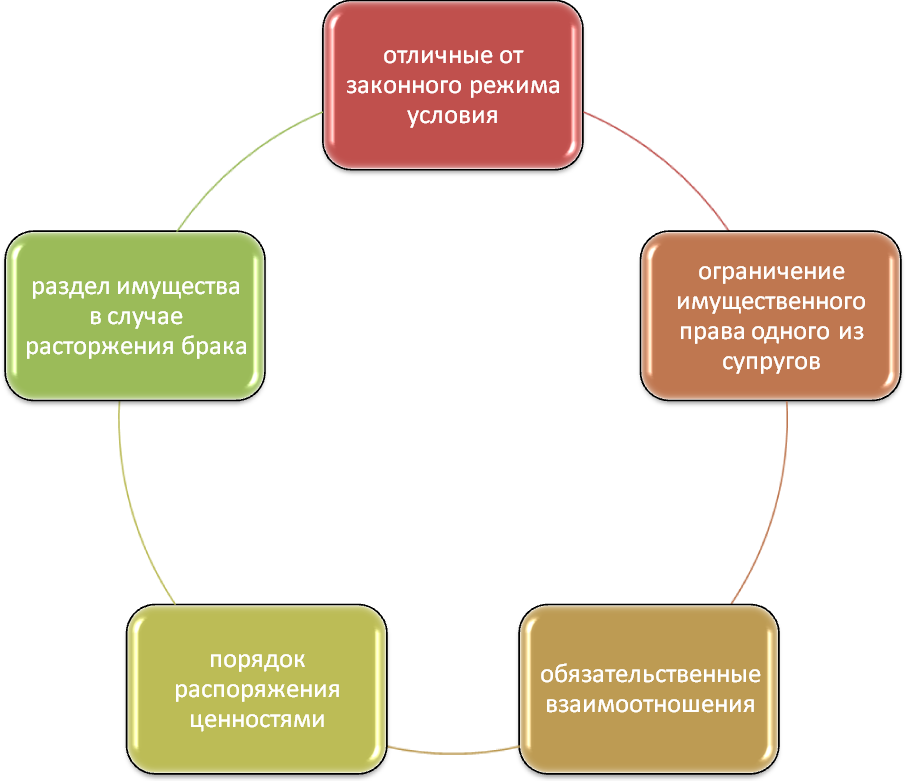 отличные от
законного режима
условия
ограничение
имущественного
права одного из
супругов
обязательственные
взаимоотношения
порядок
распоряжения
ценностями
раздел имущества
в случае
расторжения брака